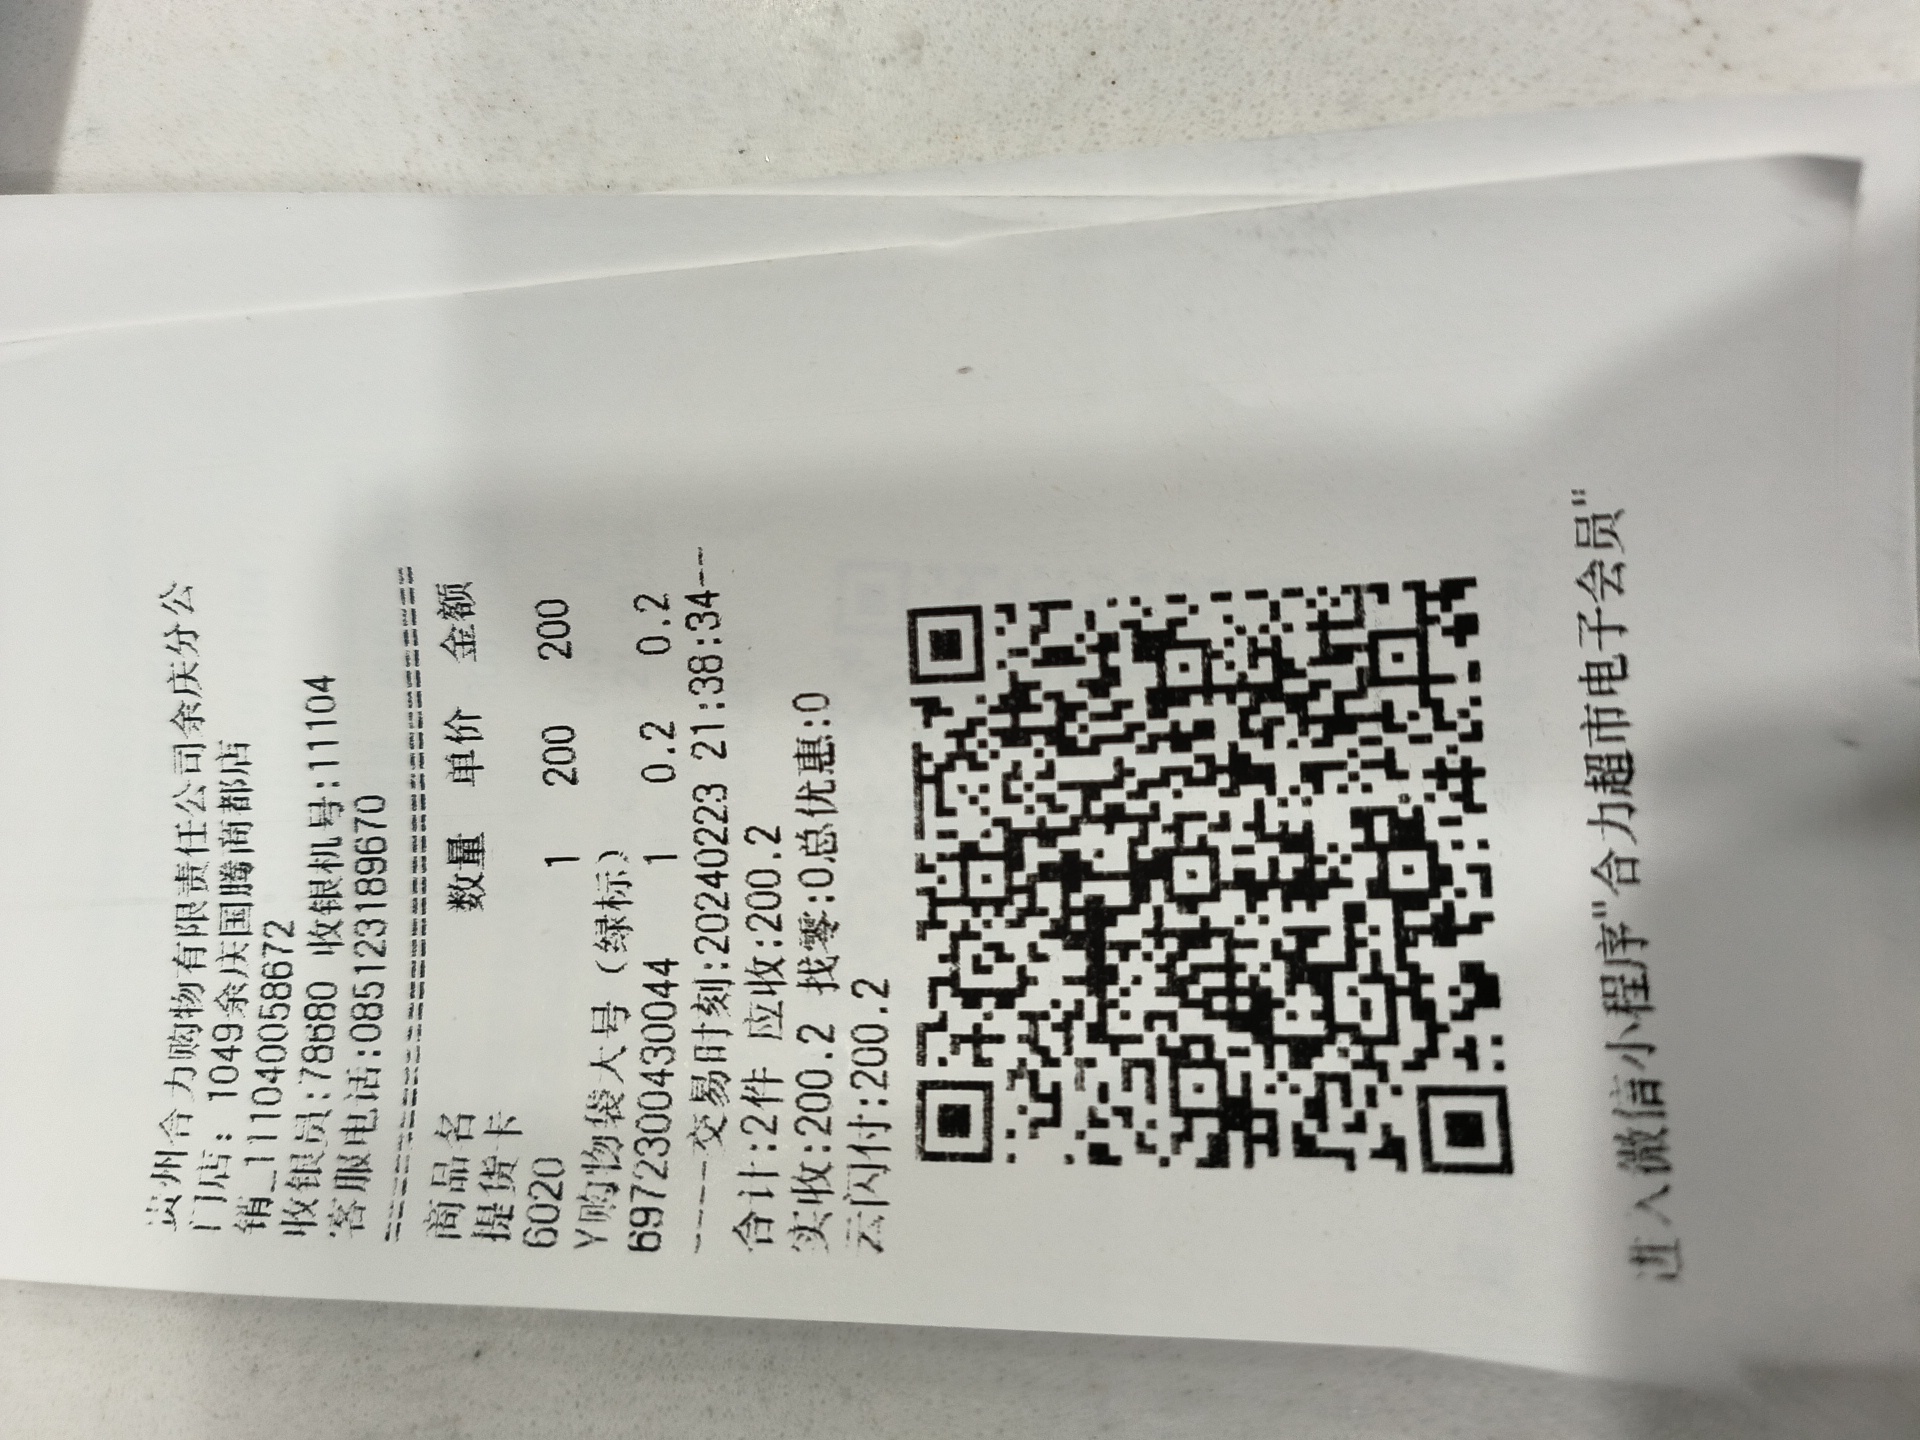 贵州合力购物有限责任公司余庆分公
门店: 1049余庆国腾商都店
销_111040058672
收银员:78680 收银机号:11104
客服电话:085123189670
商品名 数量 单价 金额
提货卡
6020 1 200 200
Y购物袋大号(绿标)
6972300430044 1 0.2 0.2
----交易时刻:20240223 21:38:34--
合计:2件 应收:200.2
实收:200.2 找零:0总优惠:0
云闪付:200.2
进入微信小程序"合力超市电子会员"